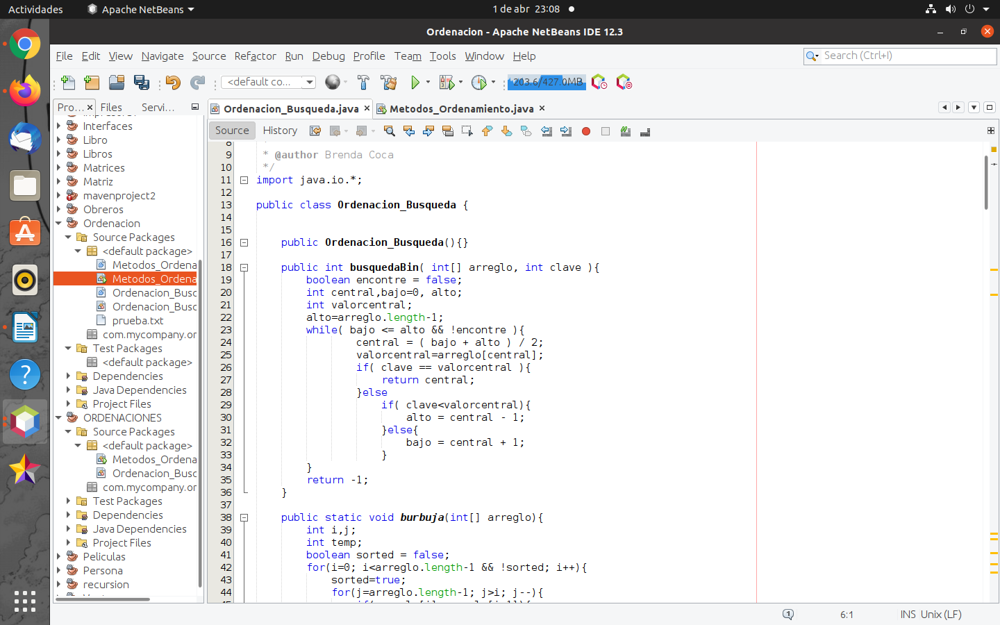 Actividades
Apache NetBeans
1 de abr 23:08
Ordenacion - Apache NetBeans IDE 12.3
File Edit View Navigate Source Refactor Run Debug Profile Team Tools Window Help
Search (Ctrl+I)
<default co...
203.6/427.0MB
Pro...
Files
Servi...
Ordenacion_Busqueda.java
Metodos_Ordenamiento.java
Source
History
Interfaces
Libro
Libros
Matrices
Matriz
mavenproject2
Obreros
Ordenacion
Source Packages
<default package>
Metodos_Ordena
Metodos_Ordena
Ordenacion_Busc
Ordenacion_Busc
prueba.txt
com.mycompany.or
Test Packages
<default package>
Dependencies
Java Dependencies
Project Files
ORDENACIONES
Source Packages
<default package>
Metodos_Ordena
Ordenacion_Busc
com.mycompany.or
Test Packages
Dependencies
Java Dependencies
Project Files
Peliculas
Persona
recursion
8 *
9 * @author Brenda Coca
10 */
11 import java.io.*;
12
13 public class Ordenacion_Busqueda {
14
15
16 public Ordenacion_Busqueda(){}
17
18 public int busquedaBin( int[] arreglo, int clave ){
19 boolean encontre = false;
20 int central,bajo=0, alto;
21 int valorcentral;
22 alto=arreglo.length-1;
23 while( bajo <= alto && !encontre ){
24 central = ( bajo + alto ) / 2;
25 valorcentral=arreglo[central];
26 if( clave == valorcentral ){
27 return central;
28 }else
29 if( clave<valorcentral){
30 alto = central - 1;
31 }else{
32 bajo = central + 1;
33 }
34 }
35 return -1;
36 }
37
38 public static void burbuja(int[] arreglo){
39 int i,j;
40 int temp;
41 boolean sorted = false;
42 for(i=0; i<arreglo.length-1 && !sorted; i++){
43 sorted=true;
44 for(j=arreglo.length-1; j>i; j--){
1
6:1
INS Unix (LF)